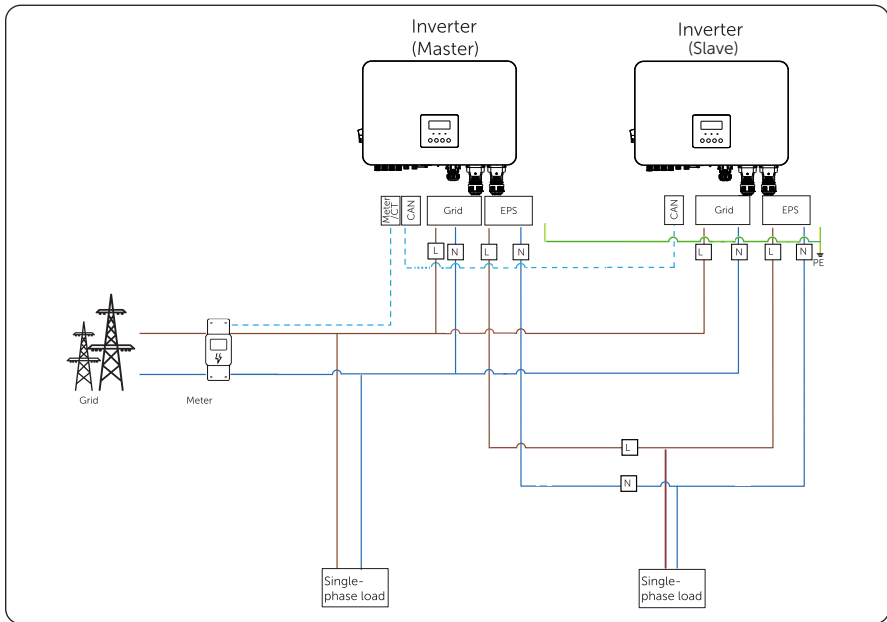 Inverter
(Master)
Inverter
(Slave)
Meter
/CT
CAN
Grid
EPS
CAN
Grid
EPS
L
N
L
N
L
N
L
N
PE
Grid
Meter
L
N
Single-
phase load
Single-
phase load